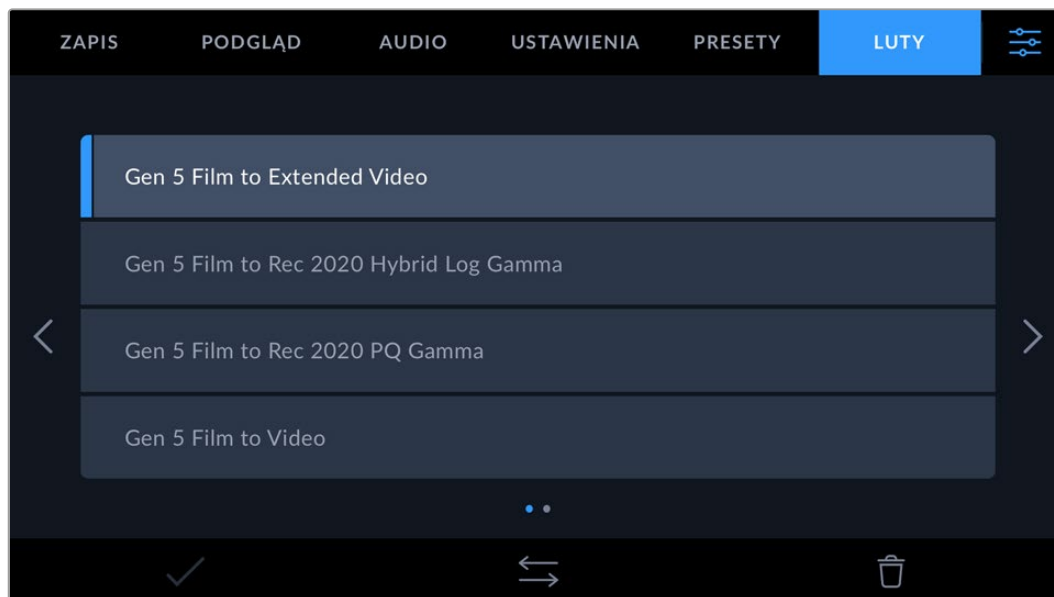 ZAPIS PODGLĄD AUDIO USTAWIENIA PRESETY LUTY
Gen 5 Film to Extended Video
Gen 5 Film to Rec 2020 Hybrid Log Gamma
Gen 5 Film to Rec 2020 PQ Gamma
Gen 5 Film to Video